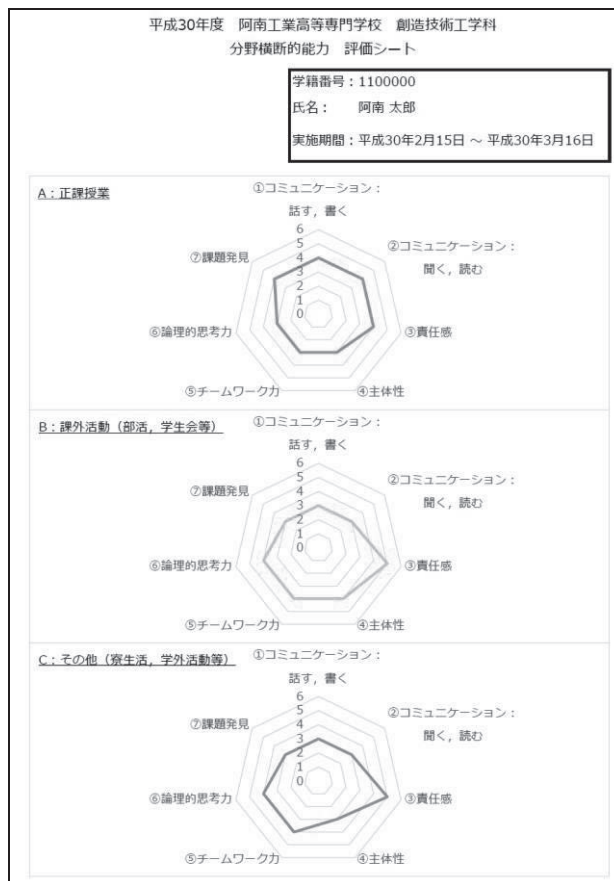 平成30年度 阿南工業高等専門学校 創造技術工学科
分野横断的能力 評価シート
学籍番号：1100000
氏名： 阿南 太郎
実施期間：平成30年2月15日 ～ 平成30年3月16日
A：正課授業
①コミュニケーション：
話す，書く
②コミュニケーション：
聞く，読む
③責任感
④主体性
⑤チームワーク力
⑥論理的思考力
⑦課題発見
6
5
4
3
2
1
0
B：課外活動（部活，学生会等）
①コミュニケーション：
話す，書く
②コミュニケーション：
聞く，読む
③責任感
④主体性
⑤チームワーク力
⑥論理的思考力
⑦課題発見
6
5
4
3
2
1
0
C：その他（寮生活，学外活動等）
①コミュニケーション：
話す，書く
②コミュニケーション：
聞く，読む
③責任感
④主体性
⑤チームワーク力
⑥論理的思考力
⑦課題発見
6
5
4
3
2
1
0